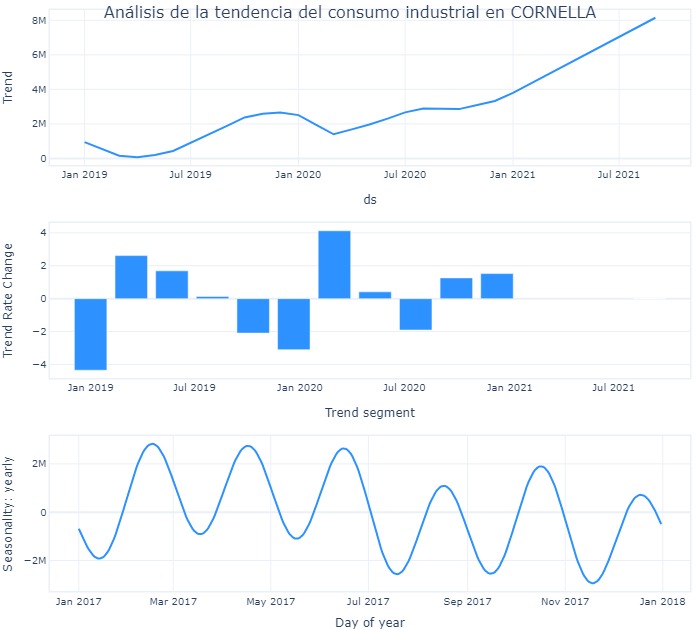 Análisis de la tendencia del consumo industrial en CORNELLA
8M
6M
4M
2M
0
Trend
Jan 2019 Jul 2019 Jan 2020 Jul 2020 Jan 2021 Jul 2021
ds
4
2
0
−2
−4
Trend Rate Change
Jan 2019 Jul 2019 Jan 2020 Jul 2020 Jan 2021 Jul 2021
Trend segment
2M
0
−2M
Seasonality: yearly
Jan 2017 Mar 2017 May 2017 Jul 2017 Sep 2017 Nov 2017 Jan 2018
Day of year